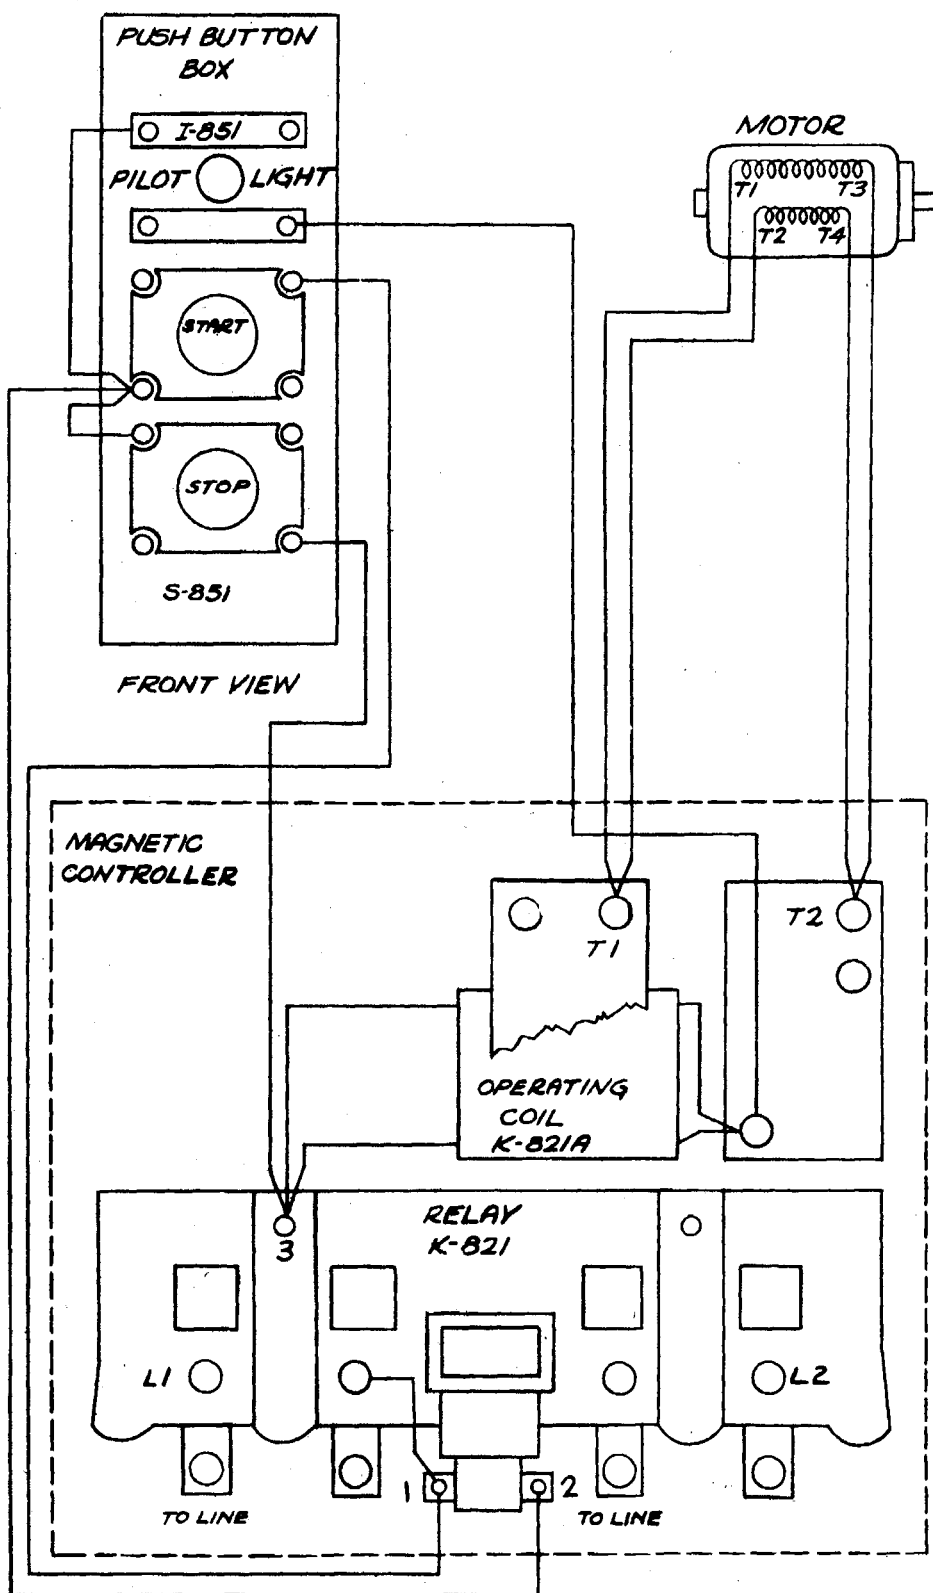 PUSH BUTTON
BOX
I-851
PILOT LIGHT
START
STOP
S-851
FRONT VIEW
MOTOR
T1 T3
T2 T4
MAGNETIC
CONTROLLER
T1
T2
OPERATING
COIL
K-821A
3
RELAY
K-821
L1
L2
1
2
TO LINE
TO LINE